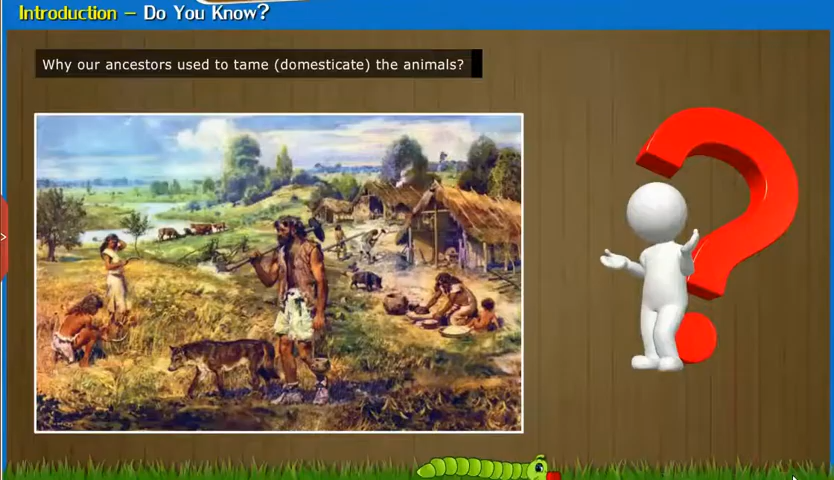 Introduction – Do You Know?
Why our ancestors used to tame (domesticate) the animals?
>